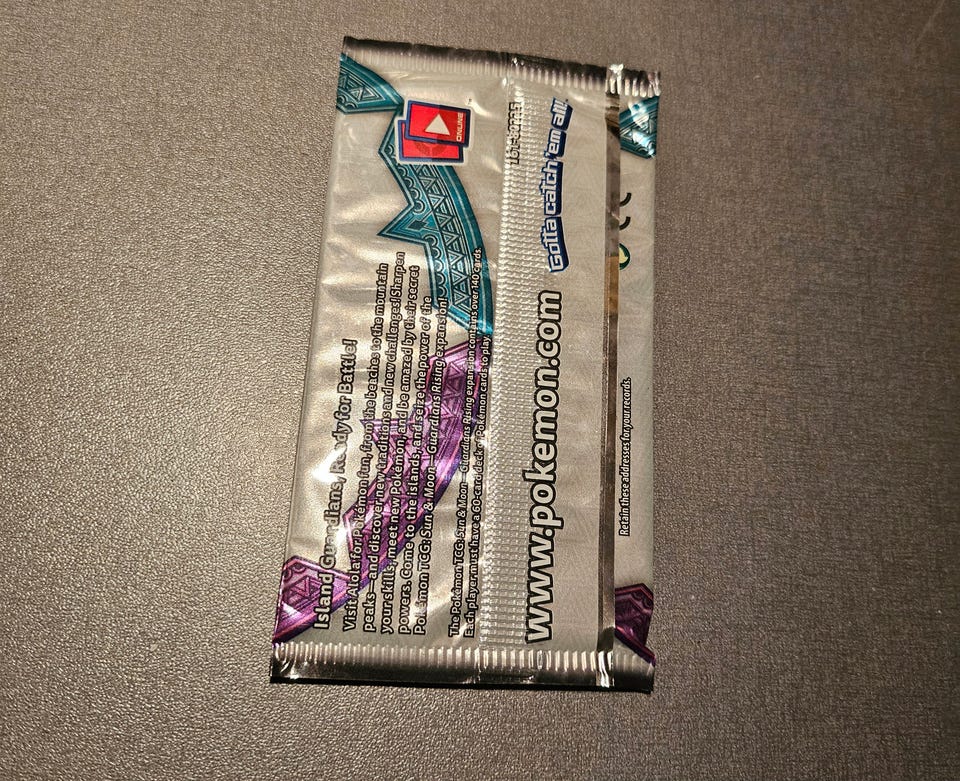 Island Guardians, Ready for Battle!
Visit Alola for Pokémon fun, from the beaches to the mountain
peaks—and discover new traditions and new challenges! Sharpen
your skills, meet new Pokémon, and be amazed by their secret
powers. Come to the islands, and seize the power of the
Pokémon TCG: Sun & Moon—Guardians Rising expansion!
The Pokémon TCG: Sun & Moon—Guardians Rising expansion contains over 140 cards.
Each player must have a 60-card deck of Pokémon cards to play
ONLINE
™
www.pokemon.com
Gotta catch 'em all!
Retain these addresses for your records.
CE